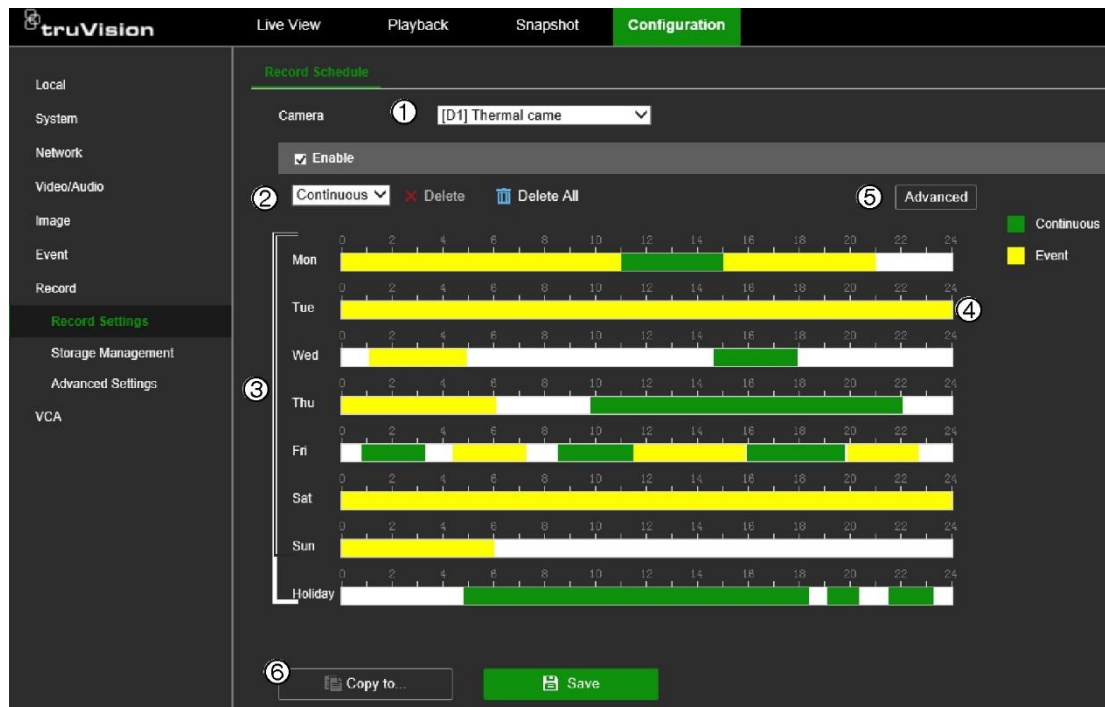 truVision Live View Playback Snapshot Configuration
Record Schedule
Local
System
Network
Video/Audio
Image
Event
Record
Record Settings
Storage Management
Advanced Settings
VCA
Camera ① [D1] Thermal came
Enable
② Continuous Delete Delete All ⑤ Advanced
Continuous
Event
③
0 2 4 6 8 10 12 14 16 18 20 22 24
Mon
0 2 4 6 8 10 12 14 16 18 20 22 24
Tue ④
0 2 4 6 8 10 12 14 16 18 20 22 24
Wed
0 2 4 6 8 10 12 14 16 18 20 22 24
Thu
0 2 4 6 8 10 12 14 16 18 20 22 24
Fri
0 2 4 6 8 10 12 14 16 18 20 22 24
Sat
0 2 4 6 8 10 12 14 16 18 20 22 24
Sun
0 2 4 6 8 10 12 14 16 18 20 22 24
Holiday
⑥ Copy to... Save